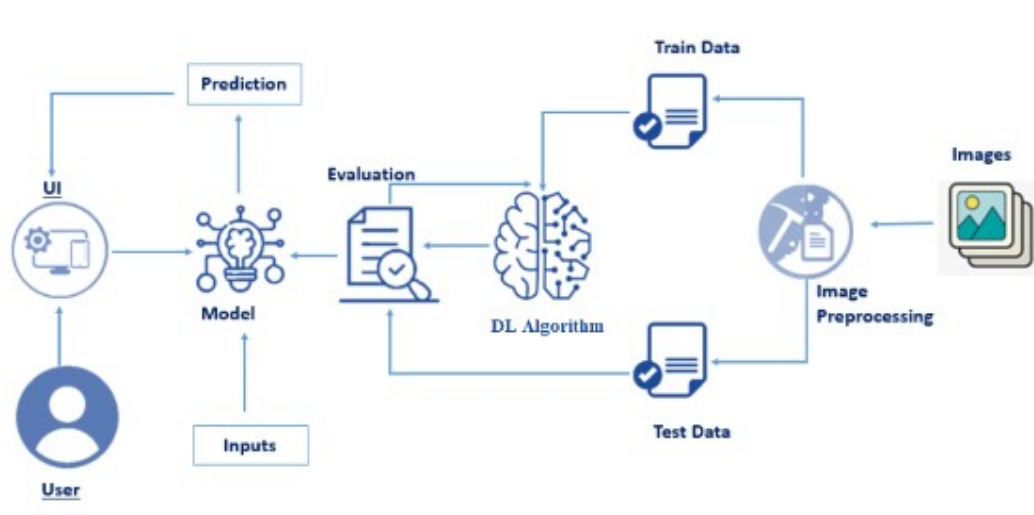 Train Data
Prediction
Images
Evaluation
UI
Image
Preprocessing
Model
DL Algorithm
Test Data
Inputs
User